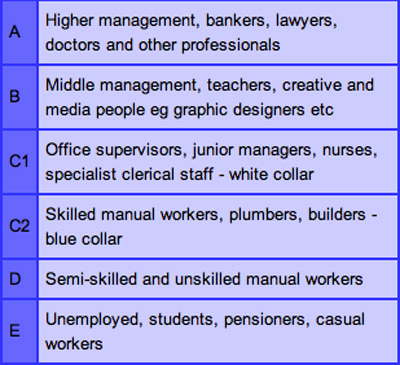 A
Higher management, bankers, lawyers,
doctors and other professionals
B
Middle management, teachers, creative and
media people eg graphic designers etc
C1
Office supervisors, junior managers, nurses,
specialist clerical staff - white collar
C2
Skilled manual workers, plumbers, builders -
blue collar
D
Semi-skilled and unskilled manual workers
E
Unemployed, students, pensioners, casual
workers